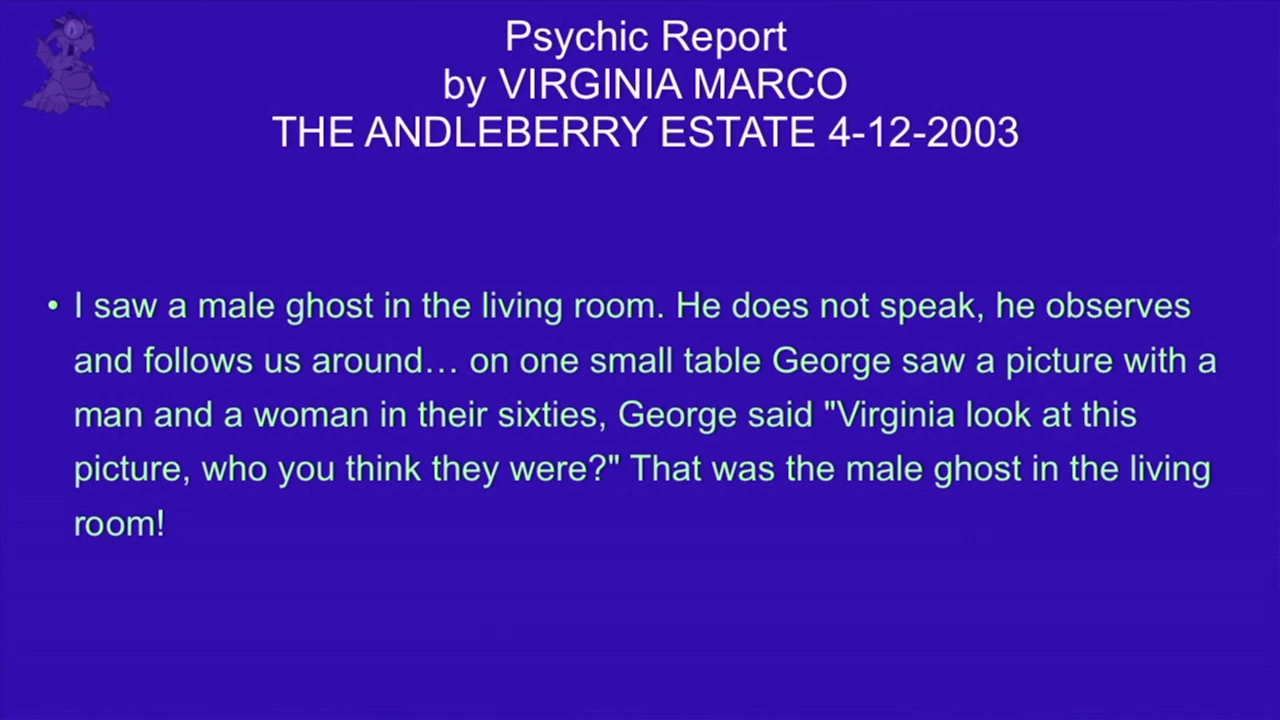 Psychic Report
by VIRGINIA MARCO
THE ANDLEBERRY ESTATE 4-12-2003
• I saw a male ghost in the living room. He does not speak, he observes
and follows us around… on one small table George saw a picture with a
man and a woman in their sixties, George said "Virginia look at this
picture, who you think they were?" That was the male ghost in the living
room!